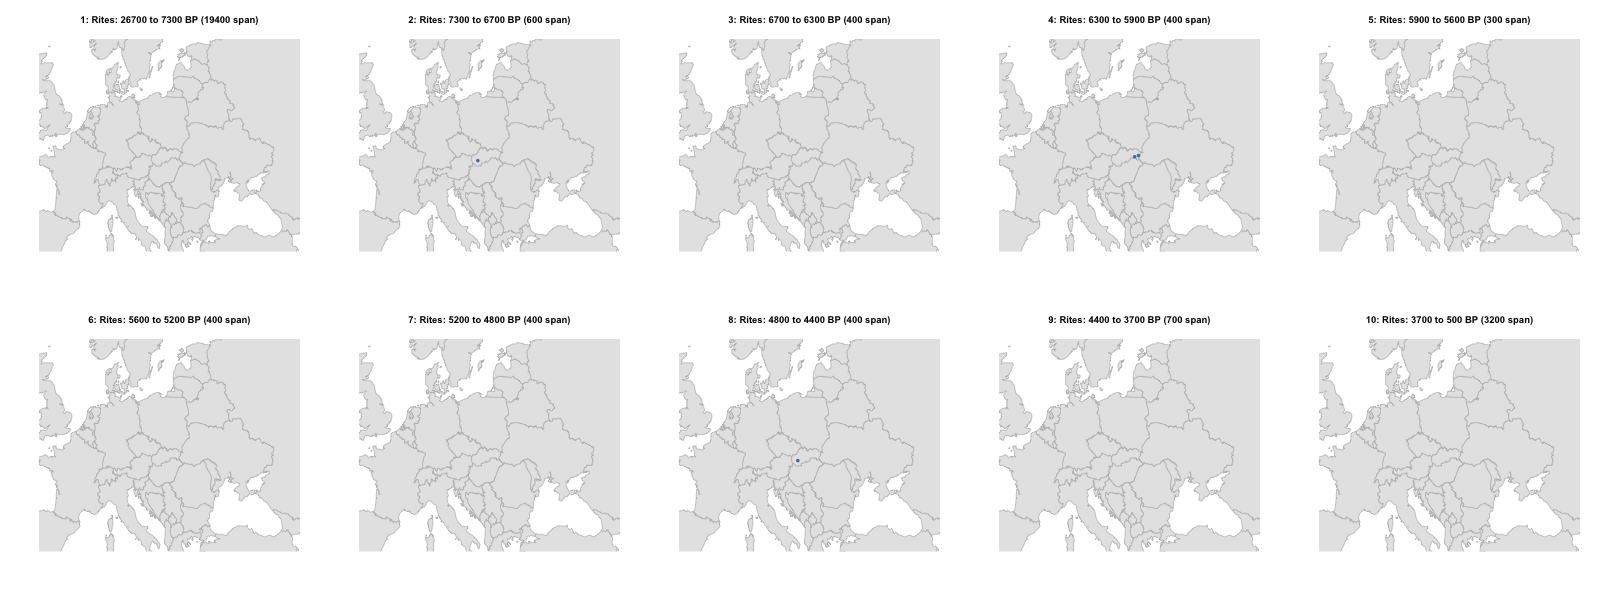 1: Rites: 26700 to 7300 BP (19400 span)
2: Rites: 7300 to 6700 BP (600 span)
3: Rites: 6700 to 6300 BP (400 span)
4: Rites: 6300 to 5900 BP (400 span)
5: Rites: 5900 to 5600 BP (300 span)
6: Rites: 5600 to 5200 BP (400 span)
7: Rites: 5200 to 4800 BP (400 span)
8: Rites: 4800 to 4400 BP (400 span)
9: Rites: 4400 to 3700 BP (700 span)
10: Rites: 3700 to 500 BP (3200 span)